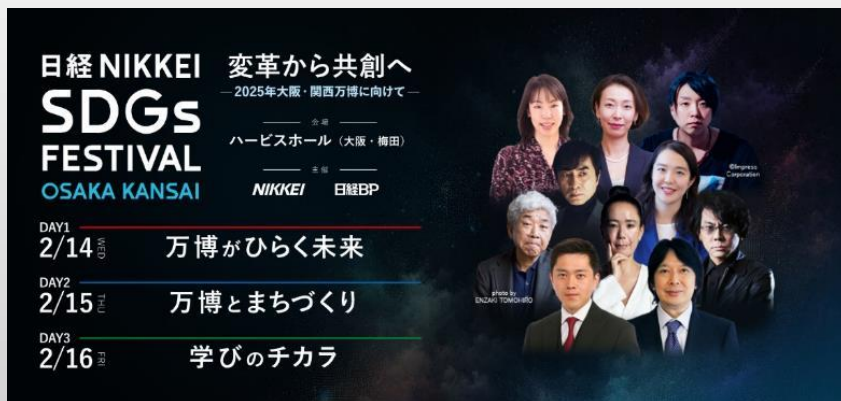 日経 NIKKEI
SDGs
FESTIVAL
OSAKA KANSAI
変革から共創へ
2025年大阪・関西万博に向けて
会場
ハービスホール（大阪・梅田）
主催
NIKKEI 日経BP
DAY1
2/14 WED 万博がひらく未来
DAY2
2/15 THU 万博とまちづくり
DAY3
2/16 FRI 学びのチカラ
©Impress
Corporation
photo by
ENZAKI TOMOHIRO